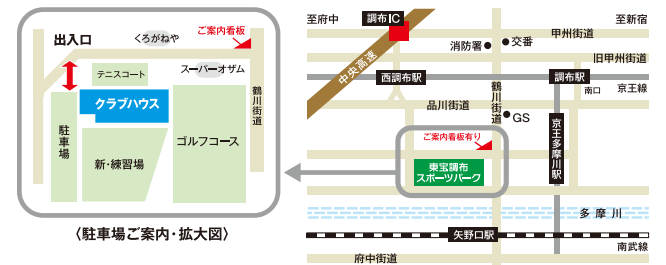 出入口
くろがねや
ご案内看板
テニスコート
スーパーオザム
クラブハウス
鶴川街道
駐車場
新・練習場
ゴルフコース
〈駐車場ご案内・拡大図〉
至府中
調布IC
至新宿
甲州街道
消防署
交番
旧甲州街道
中央高速
西調布駅
調布駅
南口
京王線
品川街道
鶴川街道
GS
京王多摩川駅
ご案内看板有り
東宝調布
スポーツパーク
多摩川
矢野口駅
南武線
府中街道